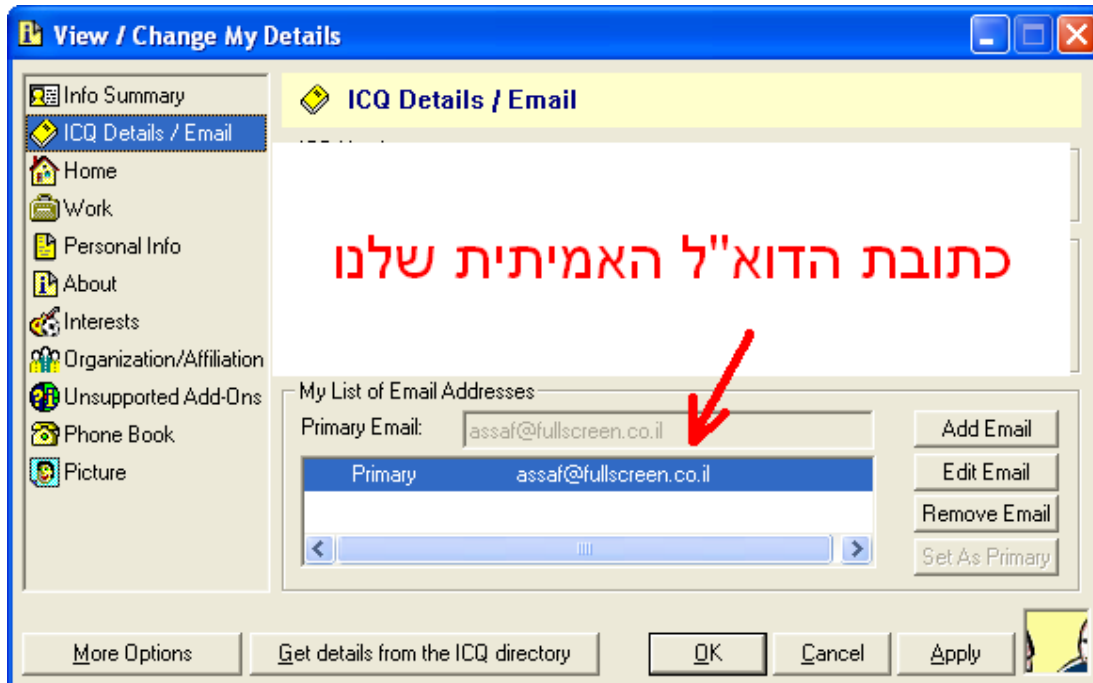 View / Change My Details
Info Summary
ICQ Details / Email
Home
Work
Personal Info
About
Interests
Organization/Affiliation
Unsupported Add-Ons
Phone Book
Picture
ICQ Details / Email
כתובת הדוא"ל האמיתית שלנו
My List of Email Addresses
Primary Email: assaf@fullscreen.co.il
Primary assaf@fullscreen.co.il
Add Email
Edit Email
Remove Email
Set As Primary
More Options
Get details from the ICQ directory
OK
Cancel
Apply